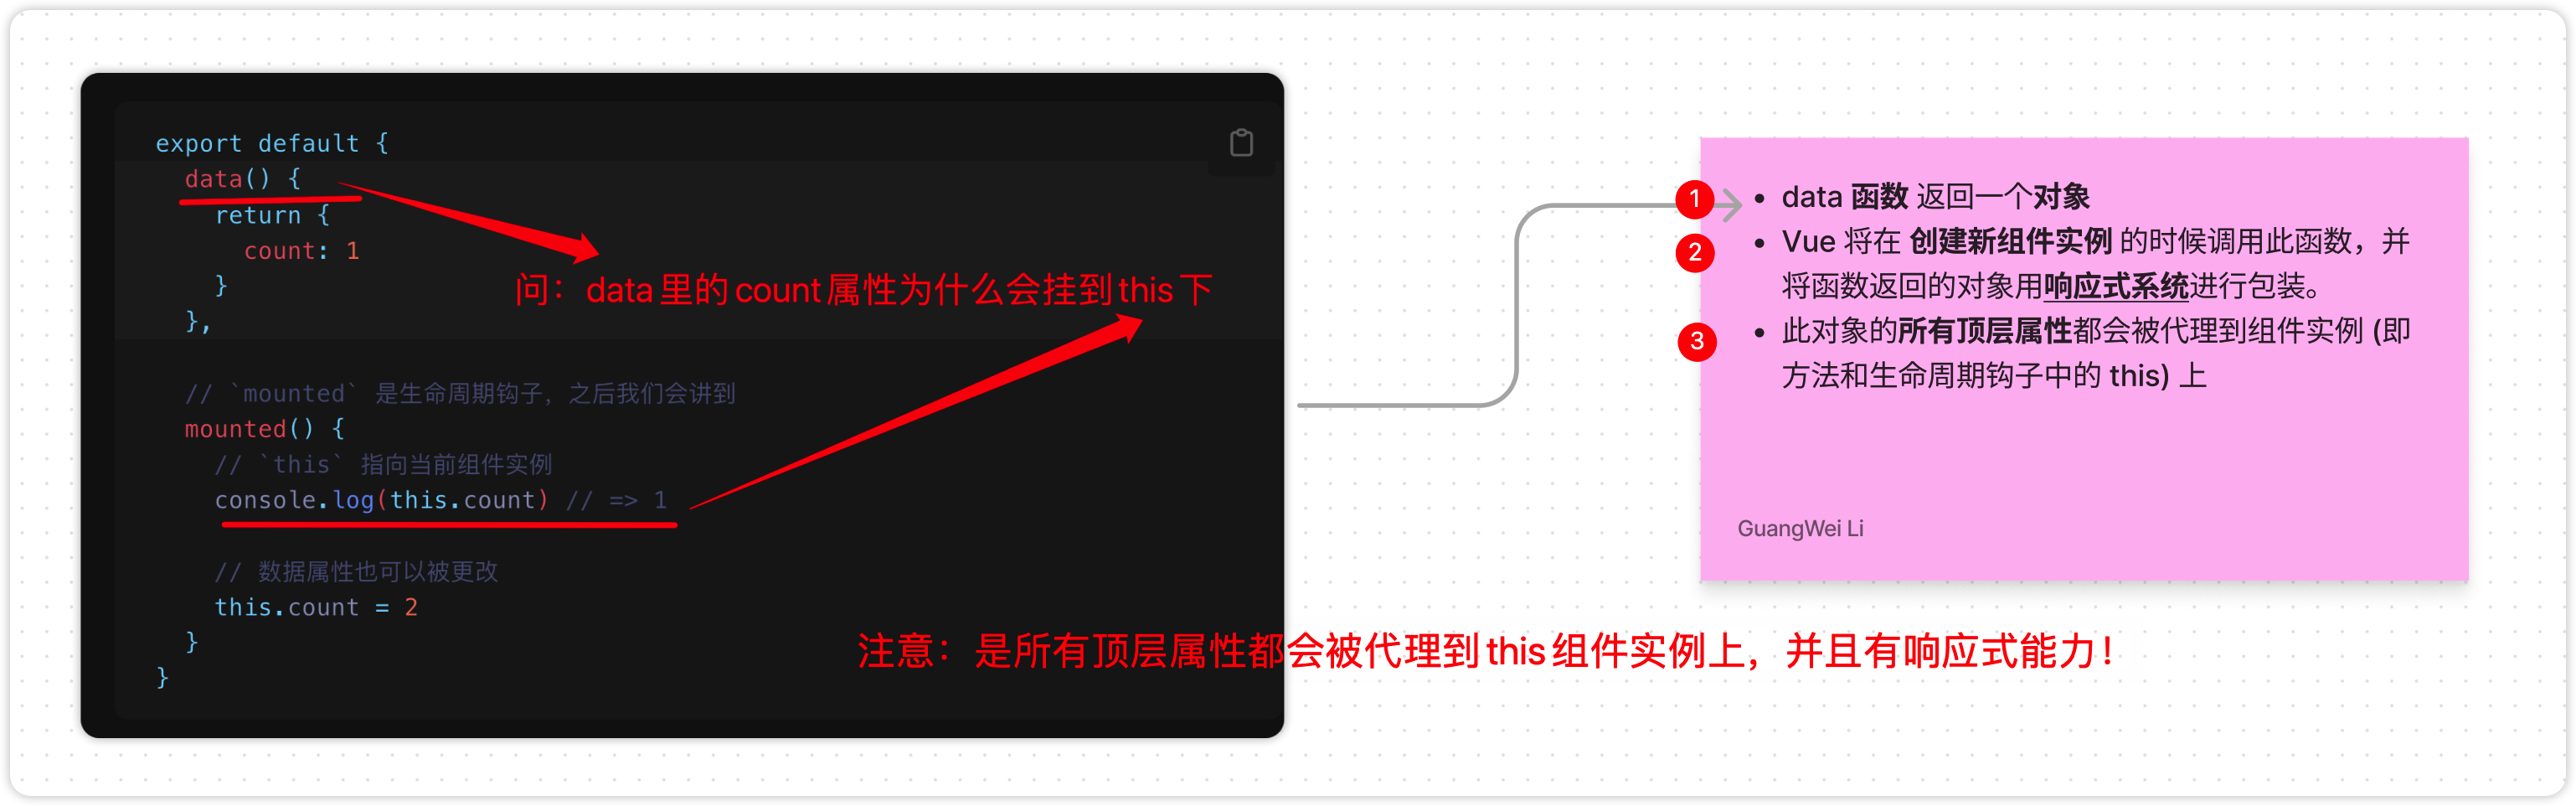 export default {
data() {
return {
count: 1
}
},
问：data 里的 count 属性为什么会挂到 this 下
// `mounted` 是生命周期钩子，之后我们会讲到
mounted() {
// `this` 指向当前组件实例
console.log(this.count) // => 1
// 数据属性也可以被更改
this.count = 2
}
}
注意：是所有顶层属性都会被代理到 this 组件实例上，并且有响应式能力！
1
• data 函数 返回一个对象
2
• Vue 将在 创建新组件实例 的时候调用此函数，并
将函数返回的对象用响应式系统进行包装。
3
• 此对象的所有顶层属性都会被代理到组件实例 (即
方法和生命周期钩子中的 this) 上
GuangWei Li